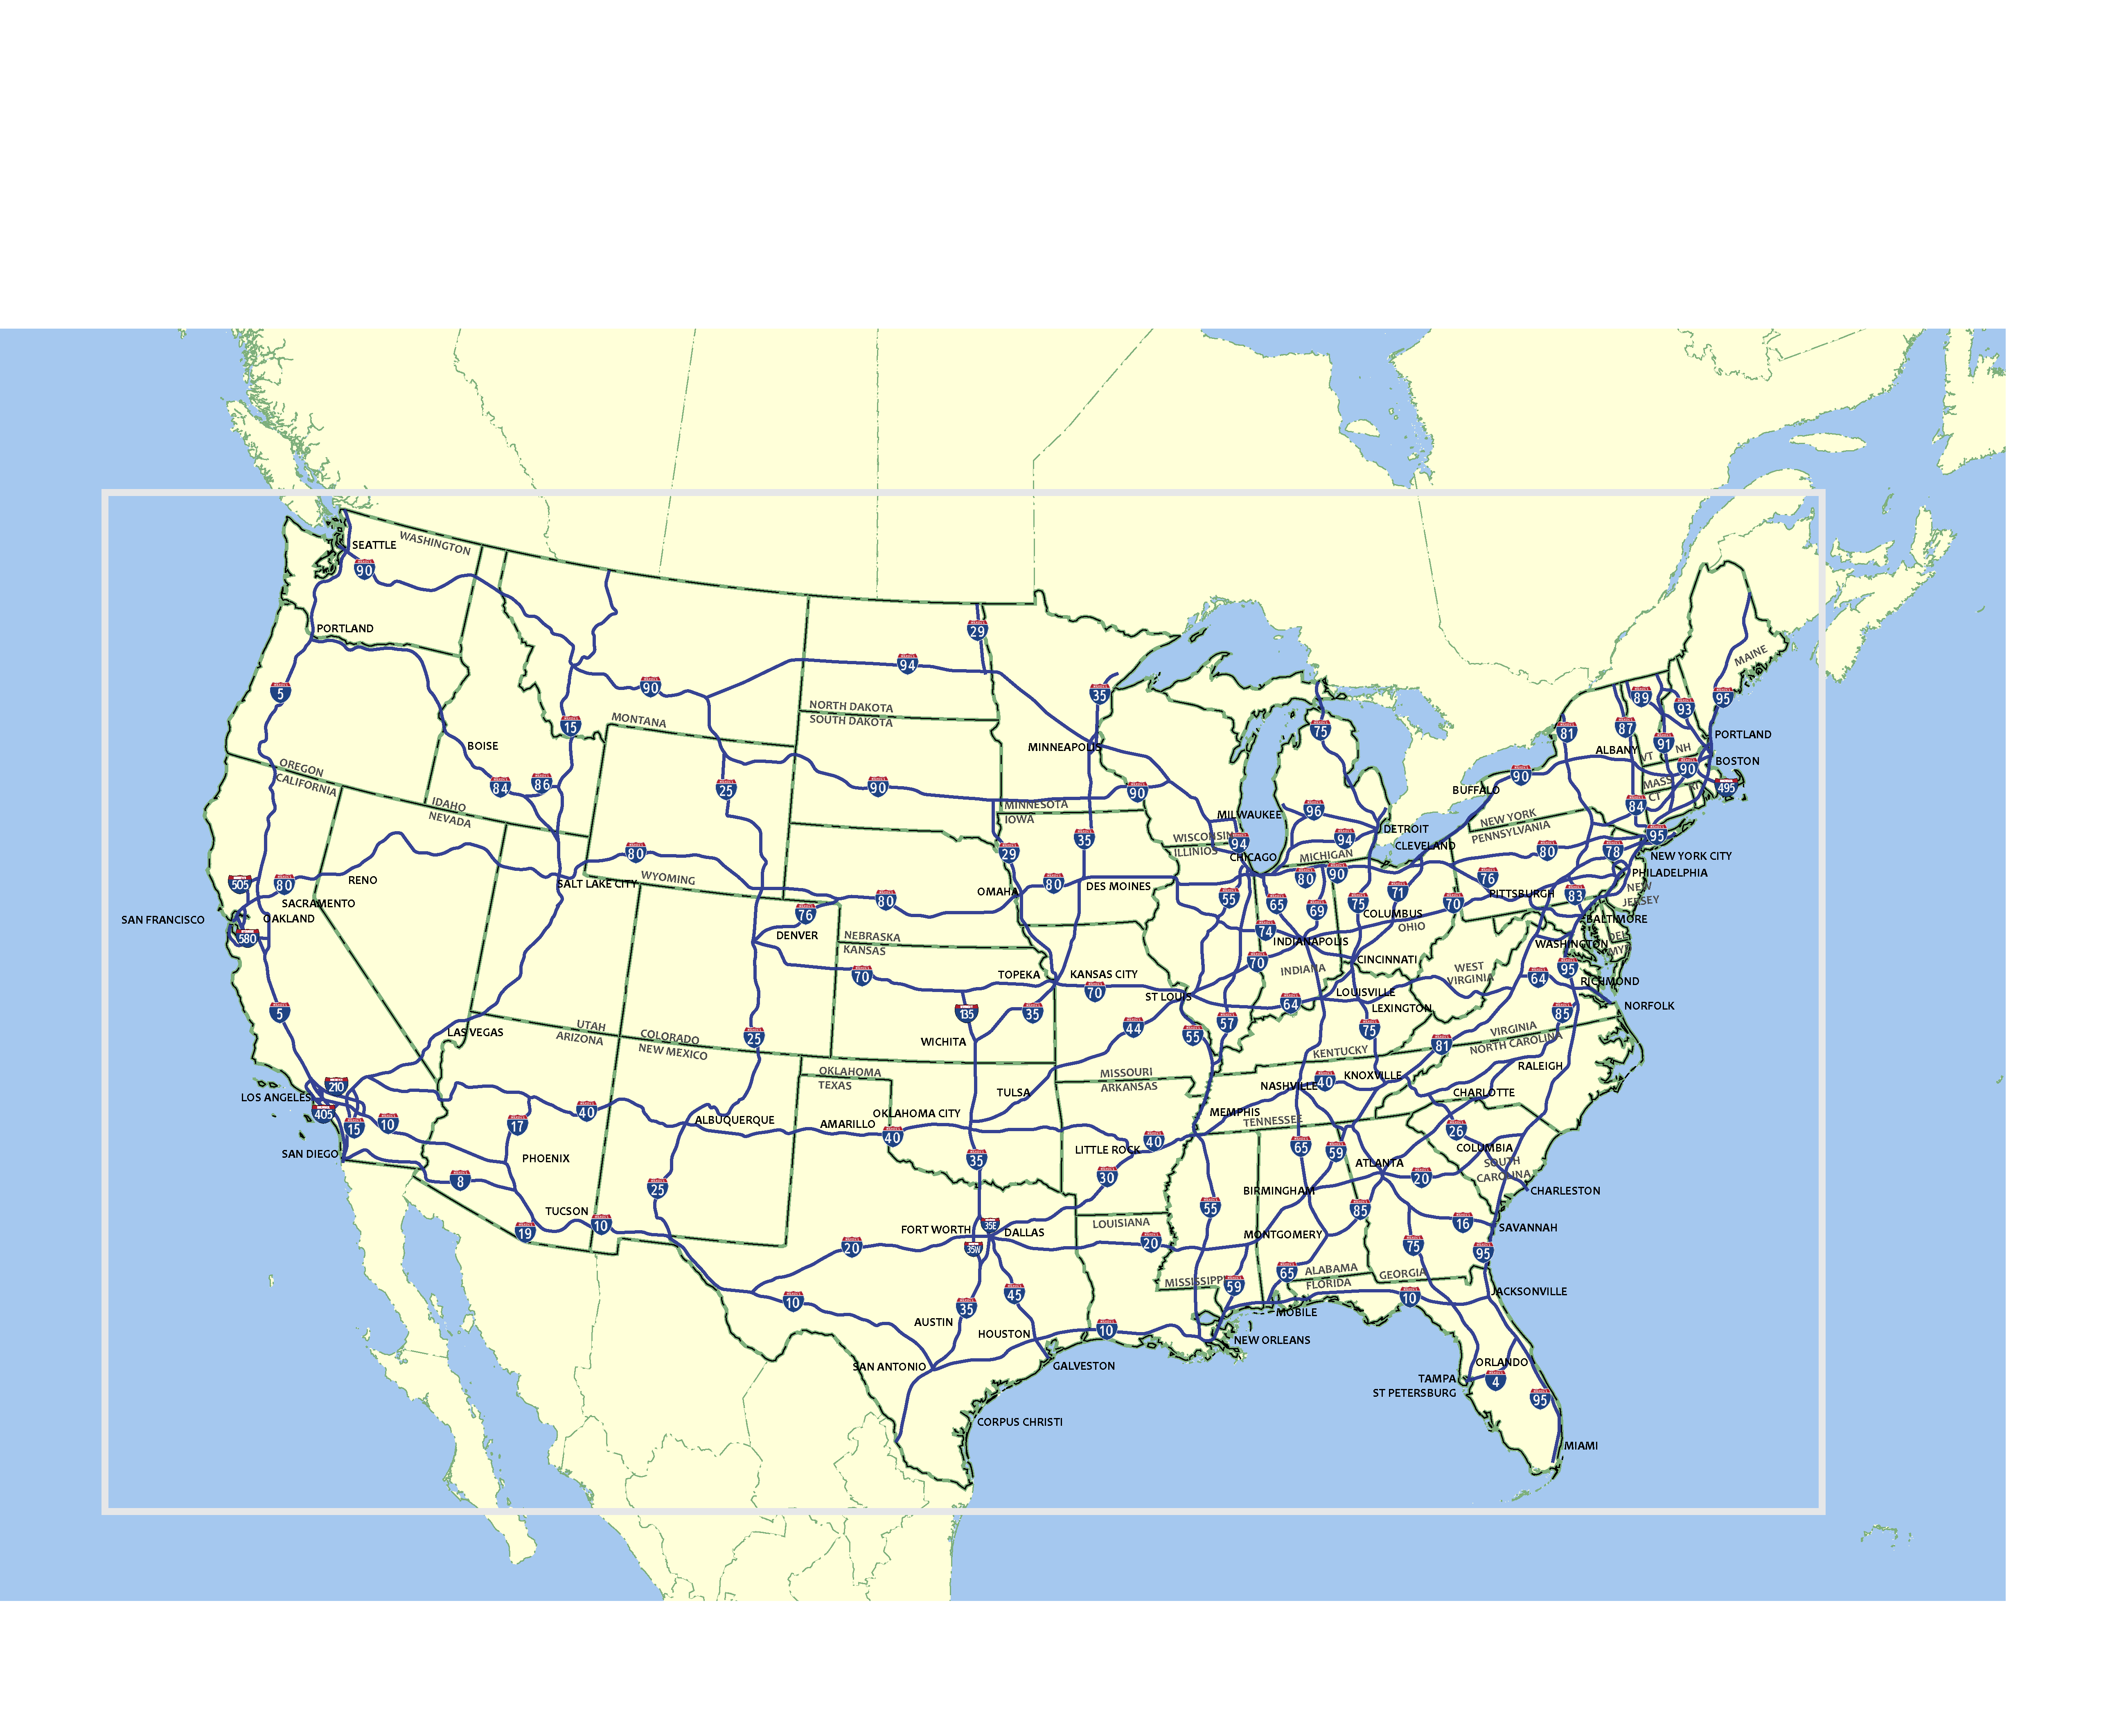 SEATTLE
WASHINGTON
90
PORTLAND
29
94
MAINE
5
90
35
89
95
93
15
MONTANA
NORTH DAKOTA
SOUTH DAKOTA
75
81
87
91
PORTLAND
BOISE
MINNEAPOLIS
ALBANY
VT
NH
BOSTON
OREGON
CALIFORNIA
84
86
25
90
90
90
BUFFALO
90
MASS
495
CT
RI
IDAHO
NEVADA
MINNESOTA
IOWA
MILWAUKEE
96
84
NEW YORK
PENNSYLVANIA
DETROIT
95
WISCONSIN
ILLINIOS
94
35
94
CLEVELAND
80
29
80
CHICAGO
MICHIGAN
80
78
NEW YORK CITY
505
80
RENO
SALT LAKE CITY
WYOMING
OMAHA
80
DES MOINES
80
90
76
PHILADELPHIA
NEW
JERSEY
SACRAMENTO
SAN FRANCISCO
OAKLAND
580
76
80
55
65
69
75
71
70
PITTSBURGH
83
COLUMBUS
OHIO
BALTIMORE
DENVER
NEBRASKA
KANSAS
74
INDIANAPOLIS
WASHINGTON
DEL
MY
70
TOPEKA
KANSAS CITY
70
70
INDIANA
CINCINNATI
WEST
VIRGINIA
64
95
RICHMOND
ST LOUIS
64
LOUISVILLE
LEXINGTON
NORFOLK
5
LAS VEGAS
UTAH
ARIZONA
COLORADO
NEW MEXICO
25
135
35
WICHITA
44
55
57
75
85
81
VIRGINIA
NORTH CAROLINA
KENTUCKY
RALEIGH
210
LOS ANGELES
405
15
10
OKLAHOMA
TEXAS
TULSA
MISSOURI
ARKANSAS
NASHVILLE
40
KNOXVILLE
CHARLOTTE
17
40
ALBUQUERQUE
AMARILLO
OKLAHOMA CITY
40
MEMPHIS
TENNESSEE
26
SAN DIEGO
PHOENIX
35
LITTLE ROCK
40
65
59
ATLANTA
COLUMBIA
SOUTH
CAROLINA
8
25
30
20
BIRMINGHAM
CHARLESTON
TUCSON
19
10
FORT WORTH
35E
DALLAS
35W
LOUISIANA
55
85
16
SAVANNAH
20
20
MONTGOMERY
75
95
10
35
45
MISSISSIPPI
59
65
ALABAMA
FLORIDA
GEORGIA
10
JACKSONVILLE
AUSTIN
HOUSTON
10
MOBILE
NEW ORLEANS
SAN ANTONIO
GALVESTON
ORLANDO
TAMPA
ST PETERSBURG
4
95
CORPUS CHRISTI
MIAMI